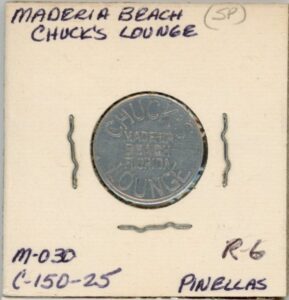 MADERIA BEACH (SP)
CHUCK'S LOUNGE
CHUCK'S
MADEIRA
BEACH
FLORIDA
LOUNGE
M-030 R-6
C-150-25 PINELLAS